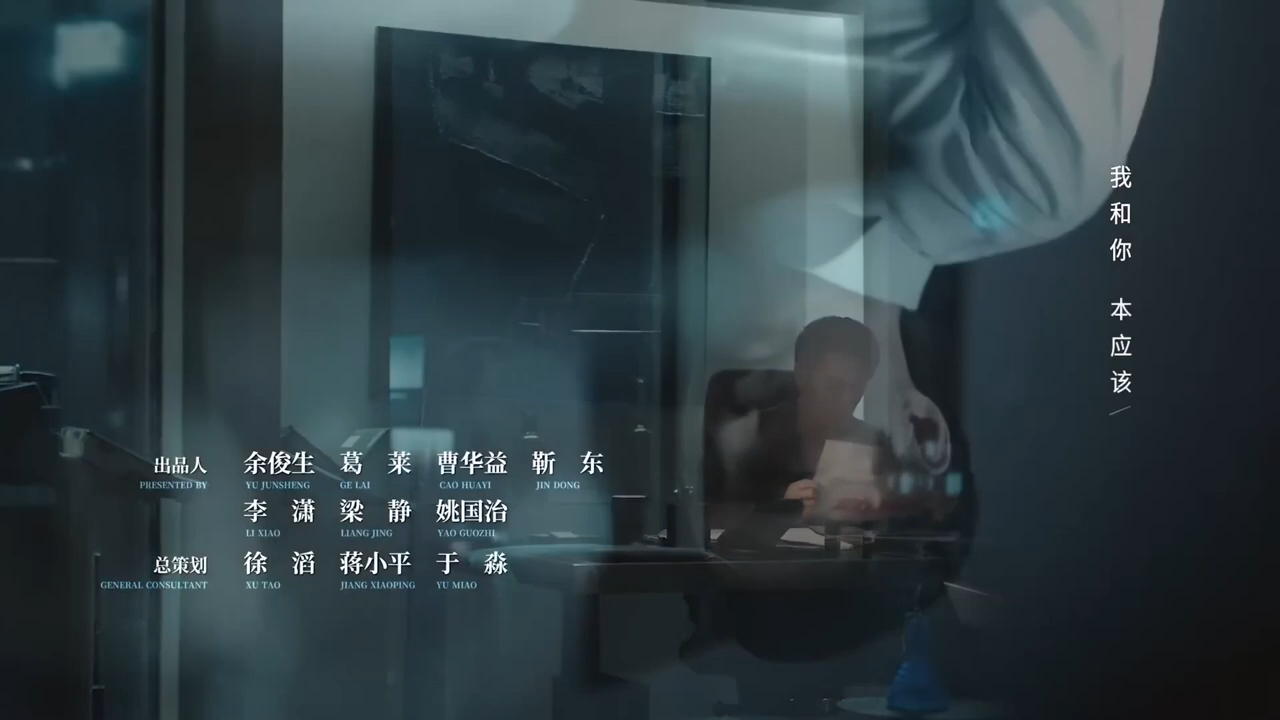 出品人 余俊生 葛 莱 曹华益 靳 东
PRESENTED BY YU JUNSHENG GE LAI CAO HUAYI JIN DONG
李 潇 梁 静 姚国治
LI XIAO LIANG JING YAO GUOZHI
总策划 徐 滔 蒋小平 于 淼
GENERAL CONSULTANT XU TAO JIANG XIAOPING YU MIAO
我和你 本应该